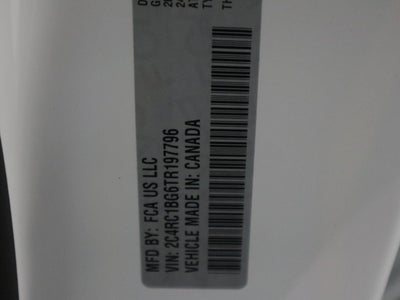 MFD BY: FCA US LLC
VIN: 2C4RC1BG6TR197796
VEHICLE MADE IN: CANADA